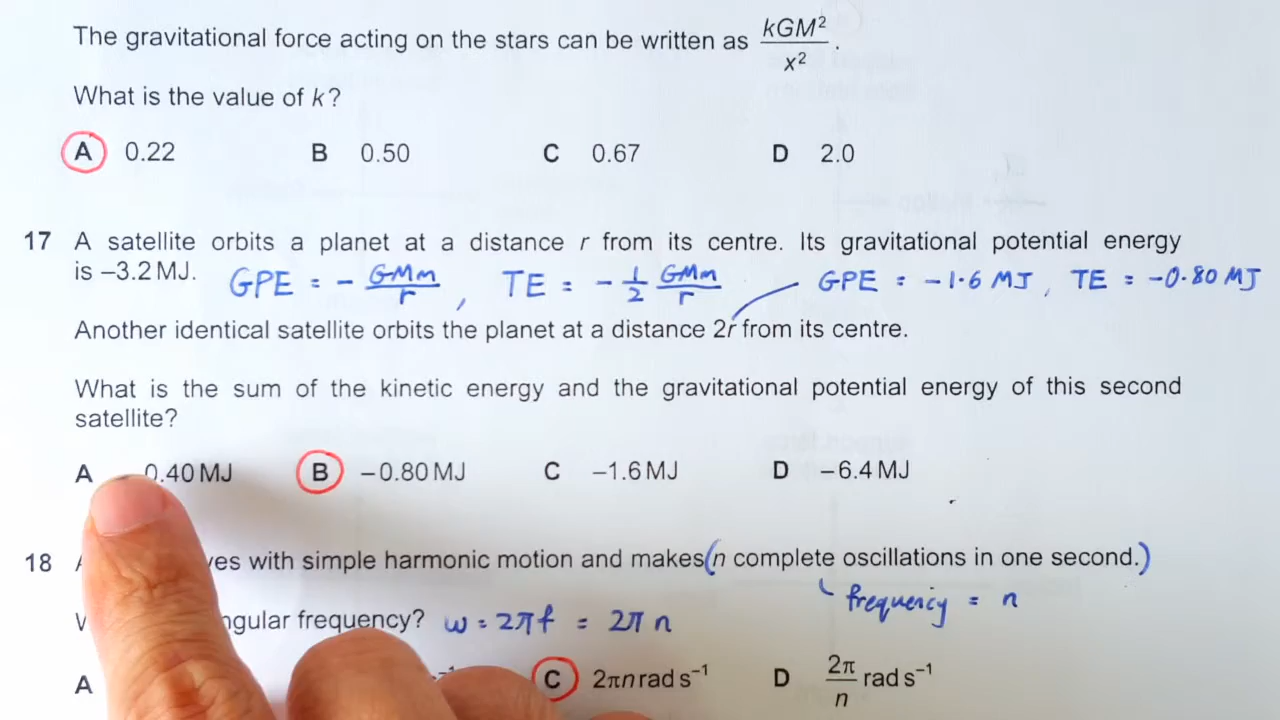 The gravitational force acting on the stars can be written as kGM²/x².
What is the value of k?
A 0.22 B 0.50 C 0.67 D 2.0
17 A satellite orbits a planet at a distance r from its centre. Its gravitational potential energy
is −3.2 MJ. GPE = - GMm/r , TE = - 1/2 GMm/r GPE = -1.6 MJ , TE = -0.80 MJ
Another identical satellite orbits the planet at a distance 2r from its centre.
What is the sum of the kinetic energy and the gravitational potential energy of this second
satellite?
A 0.40 MJ B −0.80 MJ C −1.6 MJ D −6.4 MJ
18 with simple harmonic motion and makes (n complete oscillations in one second.)
frequency = n
frequency? ω = 2πf = 2π n
A C 2πn rad s⁻¹ D 2π/n rad s⁻¹